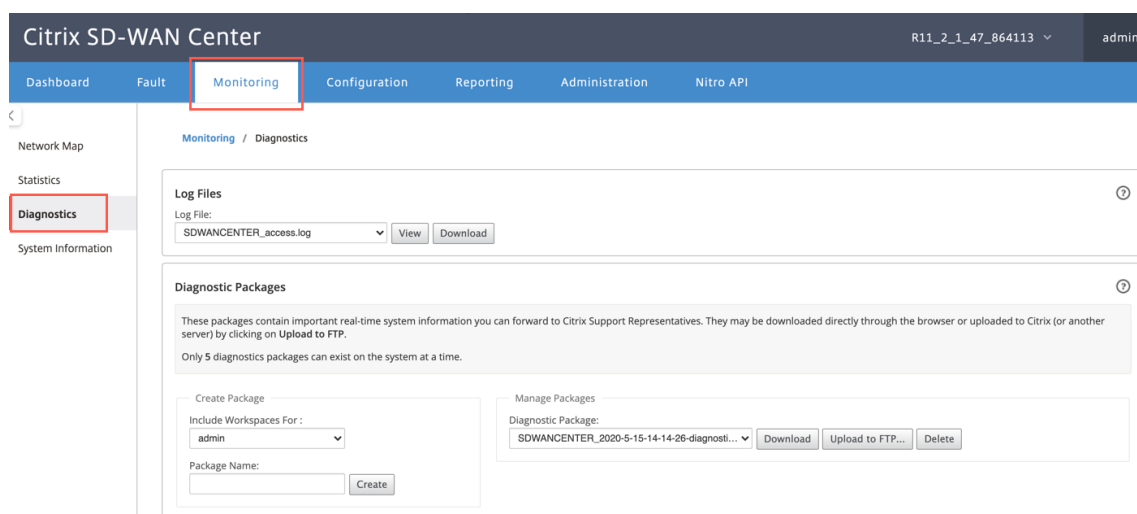 Citrix SD-WAN Center
R11_2_1_47_864113
admin
Dashboard
Fault
Monitoring
Configuration
Reporting
Administration
Nitro API
Network Map
Statistics
Diagnostics
System Information
Monitoring / Diagnostics
Log Files
Log File:
SDWANCENTER_access.log
View
Download
Diagnostic Packages
These packages contain important real-time system information you can forward to Citrix Support Representatives. They may be downloaded directly through the browser or uploaded to Citrix (or another
server) by clicking on Upload to FTP.
Only 5 diagnostics packages can exist on the system at a time.
Create Package
Include Workspaces For :
admin
Package Name:
Create
Manage Packages
Diagnostic Package:
SDWANCENTER_2020-5-15-14-14-26-diagnosti...
Download
Upload to FTP...
Delete